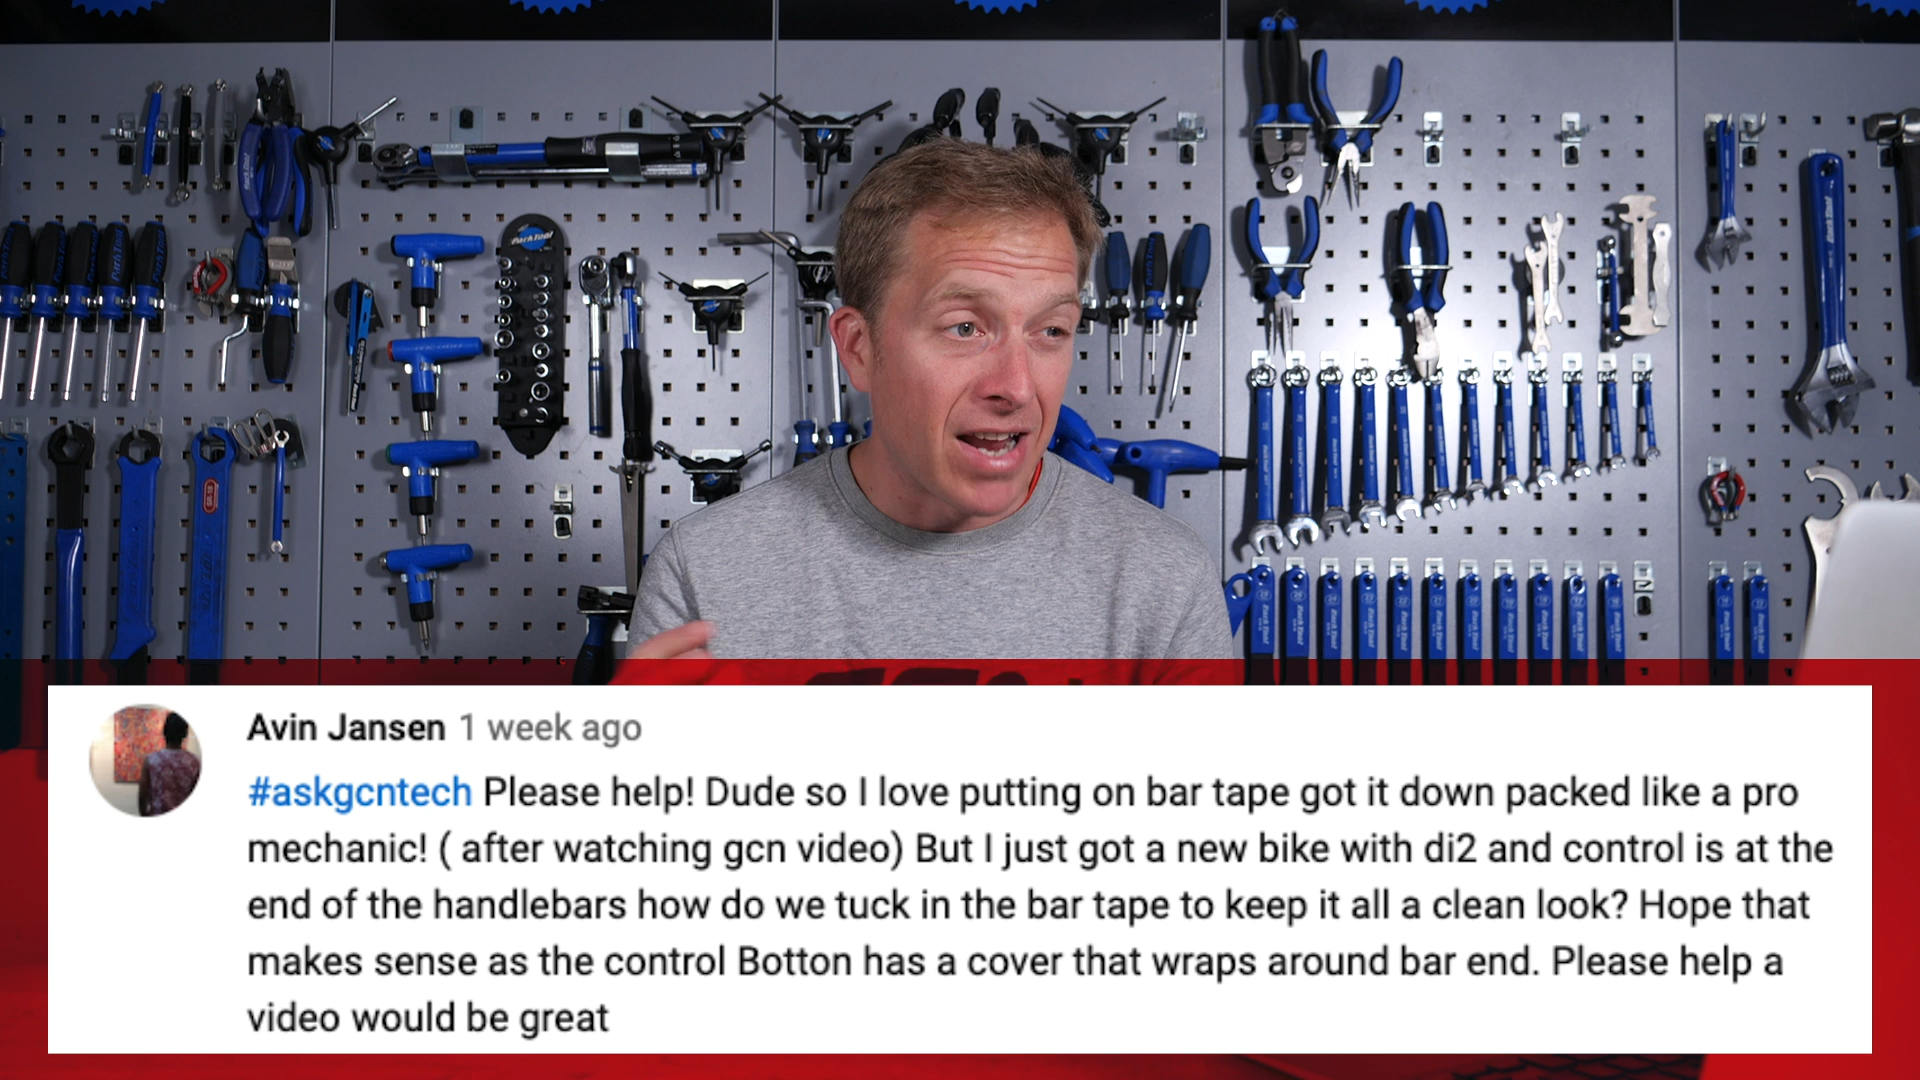 ParkTool
Avin Jansen 1 week ago
#askgcntech Please help! Dude so I love putting on bar tape got it down packed like a pro
mechanic! ( after watching gcn video) But I just got a new bike with di2 and control is at the
end of the handlebars how do we tuck in the bar tape to keep it all a clean look? Hope that
makes sense as the control Botton has a cover that wraps around bar end. Please help a
video would be great